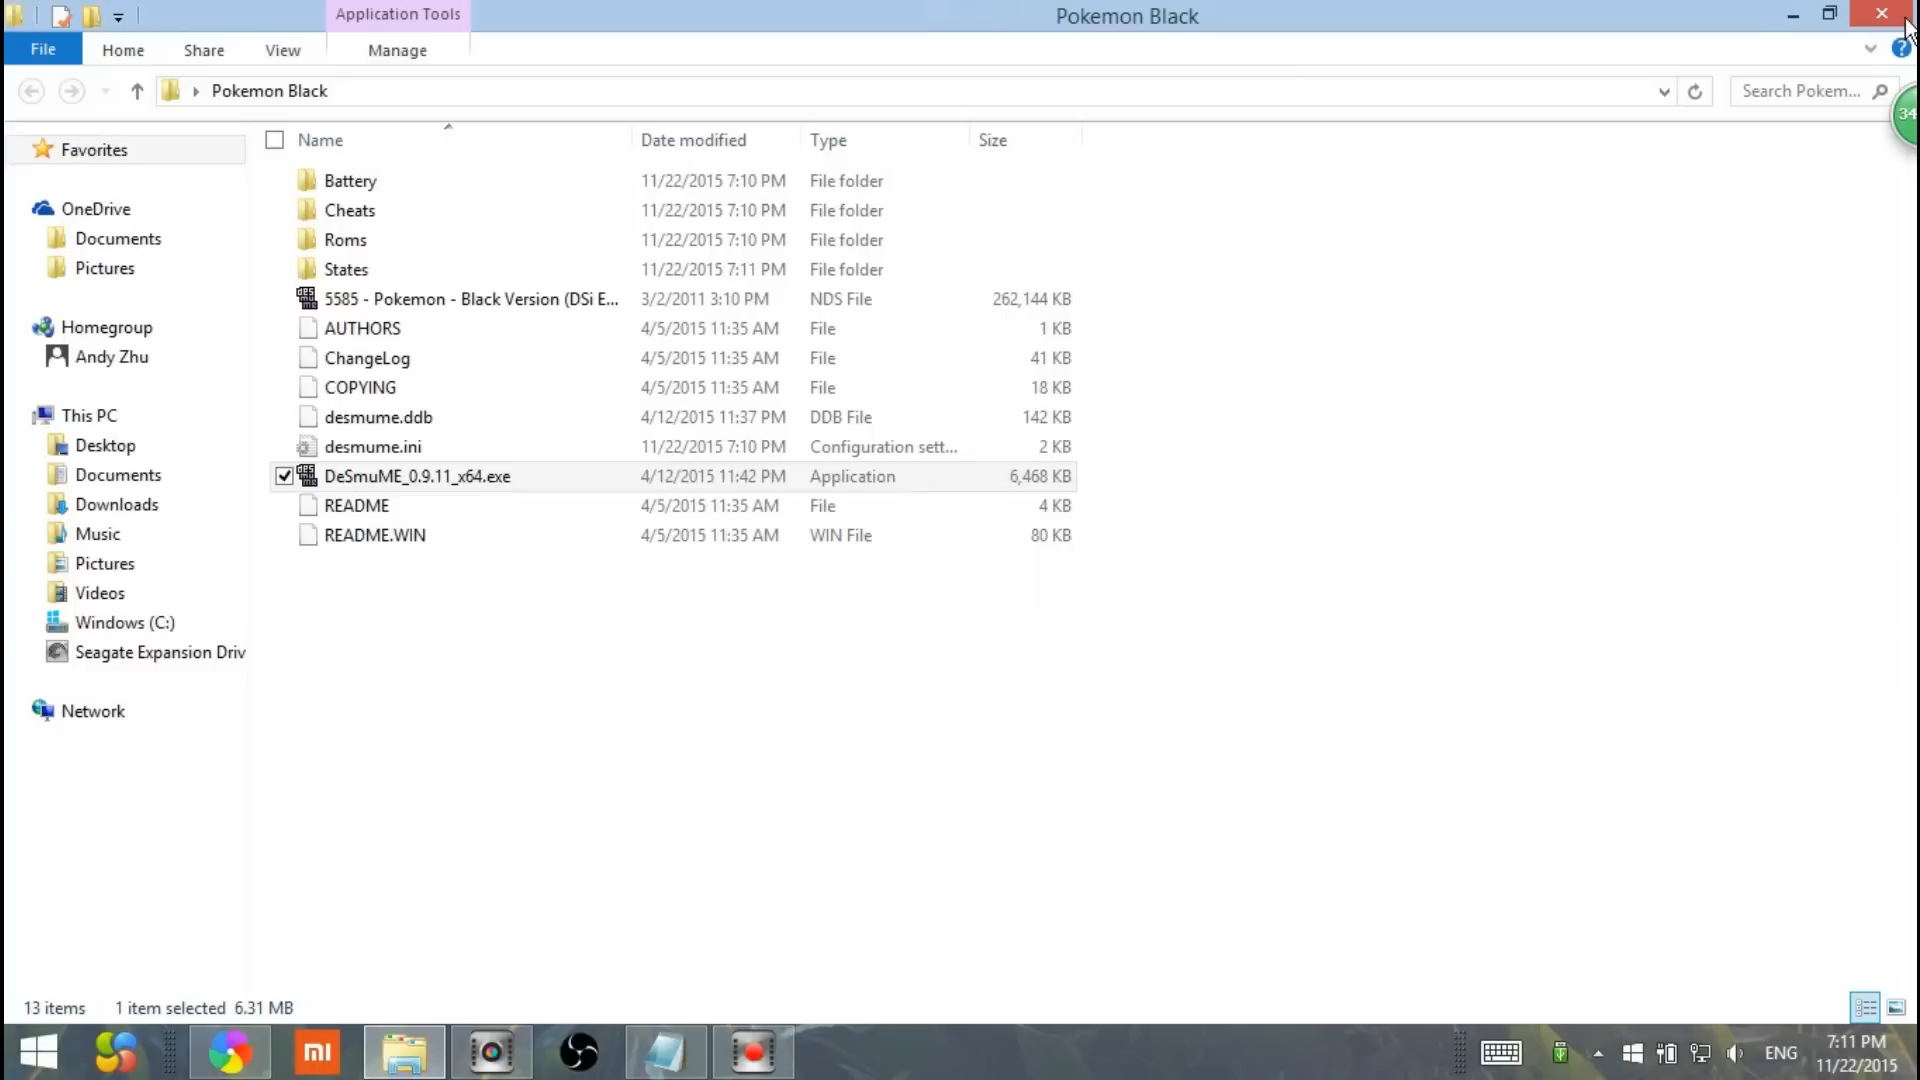 Application Tools
Pokemon Black
File Home Share View Manage
Pokemon Black Search Pokem...
34
Name Date modified Type Size
Favorites
Battery 11/22/2015 7:10 PM File folder
Cheats 11/22/2015 7:10 PM File folder
Roms 11/22/2015 7:10 PM File folder
States 11/22/2015 7:11 PM File folder
5585 - Pokemon - Black Version (DSi E... 3/2/2011 3:10 PM NDS File 262,144 KB
AUTHORS 4/5/2015 11:35 AM File 1 KB
ChangeLog 4/5/2015 11:35 AM File 41 KB
COPYING 4/5/2015 11:35 AM File 18 KB
desmume.ddb 4/12/2015 11:37 PM DDB File 142 KB
desmume.ini 11/22/2015 7:10 PM Configuration sett... 2 KB
DeSmuME_0.9.11_x64.exe 4/12/2015 11:42 PM Application 6,468 KB
README 4/5/2015 11:35 AM File 4 KB
README.WIN 4/5/2015 11:35 AM WIN File 80 KB
OneDrive
Documents
Pictures
Homegroup
Andy Zhu
This PC
Desktop
Documents
Downloads
Music
Pictures
Videos
Windows (C:)
Seagate Expansion Driv
Network
13 items 1 item selected 6.31 MB
mi
ENG
7:11 PM
11/22/2015